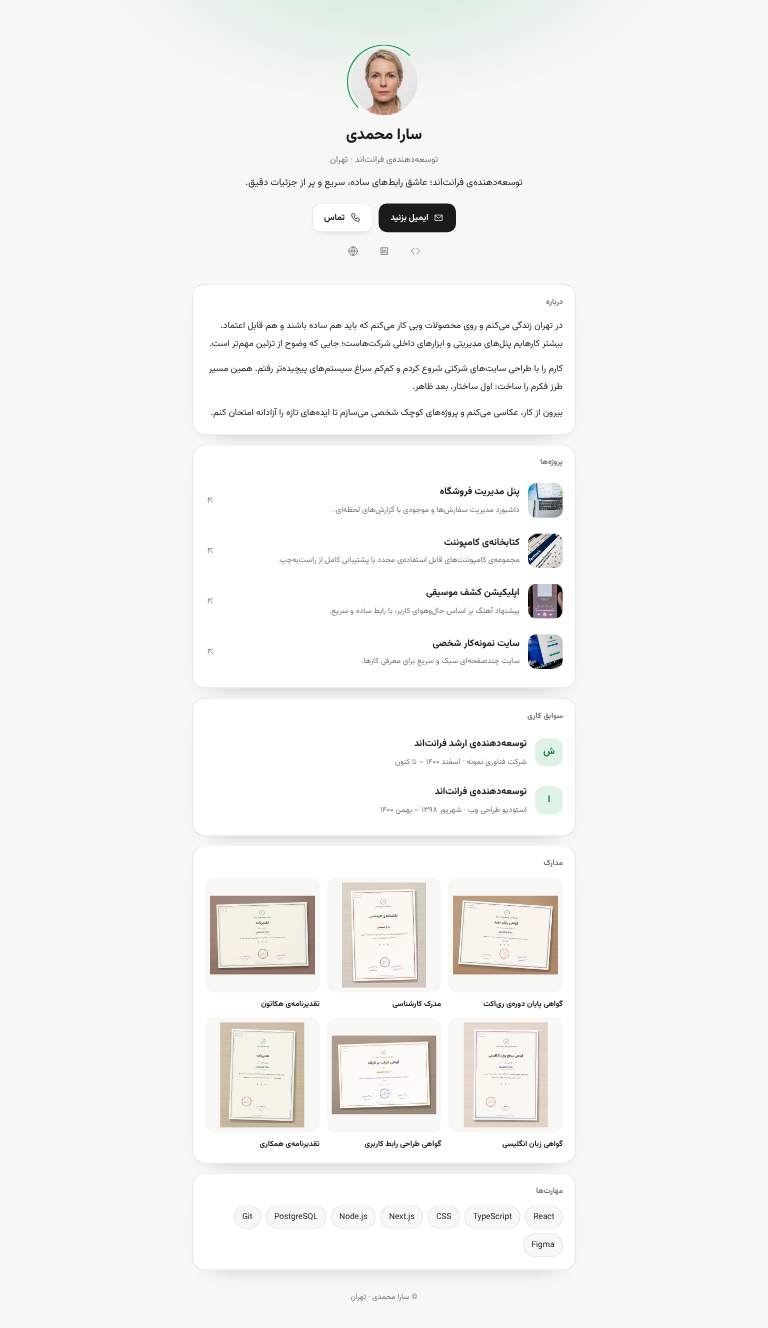 سارا محمدی
توسعه‌دهنده‌ی فرانت‌اند · تهران
توسعه‌دهنده‌ی فرانت‌اند؛ عاشق رابط‌های ساده، سریع و پر از جزئیات دقیق.
ایمیل بزنید
تماس
درباره
در تهران زندگی می‌کنم و روی محصولات وبی کار می‌کنم که باید هم ساده باشند و هم قابل اعتماد.
بیشتر کارهایم پنل‌های مدیریتی و ابزارهای داخلی شرکت‌هاست؛ جایی که وضوح از تزئین مهم‌تر است.
کارم را با طراحی سایت‌های شرکتی شروع کردم و کم‌کم سراغ سیستم‌های پیچیده‌تر رفتم. همین مسیر
طرز فکرم را ساخت: اول ساختار، بعد ظاهر.
بیرون از کار، عکاسی می‌کنم و پروژه‌های کوچک شخصی می‌سازم تا ایده‌های تازه را آزادانه امتحان کنم.
پروژه‌ها
پنل مدیریت فروشگاه
داشبورد مدیریت سفارش‌ها و موجودی با گزارش‌های لحظه‌ای.
کتابخانه‌ی کامپوننت
مجموعه‌ی کامپوننت‌های قابل استفاده‌ی مجدد با پشتیبانی کامل از راست‌به‌چپ.
اپلیکیشن کشف موسیقی
پیشنهاد آهنگ بر اساس حال‌وهوای کاربر، با رابط ساده و سریع.
سایت نمونه‌کار شخصی
سایت چندصفحه‌ای سبک و سریع برای معرفی کارها.
سوابق کاری
ش
توسعه‌دهنده‌ی ارشد فرانت‌اند
شرکت فناوری نمونه · اسفند ۱۴۰۰ – تا کنون
ا
توسعه‌دهنده‌ی فرانت‌اند
استودیو طراحی وب · شهریور ۱۳۹۸ – بهمن ۱۴۰۰
مدارک
گواهی پایان دوره‌ی ری‌اکت
مدرک کارشناسی
تقدیرنامه‌ی هکاتون
گواهی زبان انگلیسی
گواهی طراحی رابط کاربری
تقدیرنامه‌ی همکاری
مهارت‌ها
React
TypeScript
CSS
Next.js
Node.js
PostgreSQL
Git
Figma
© سارا محمدی · تهران